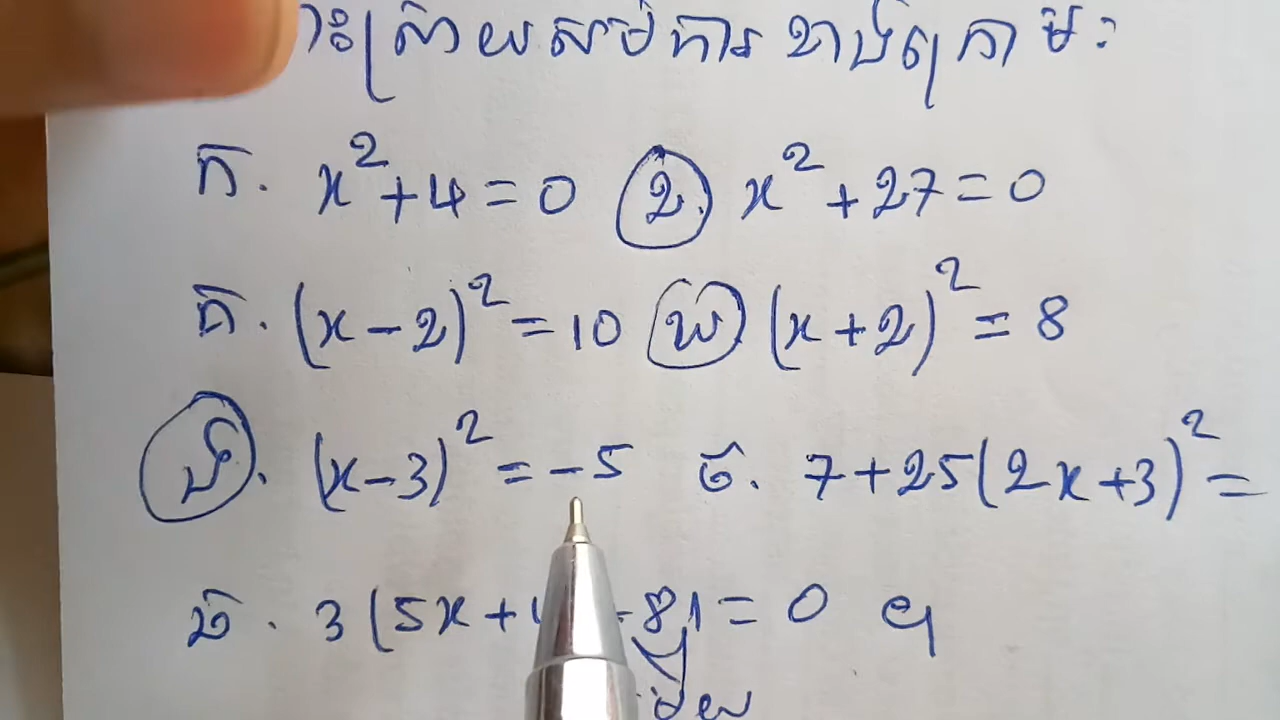 ោះស្រាយសមីការខាងក្រោម៖
ក. x²+4=0 ខ. x²+27=0
គ. (x-2)²=10 ឃ (x+2)²=8
ង. (x-3)²=-5 ច. 7+25(2x+3)²=
ឆ. 3(5x+ -81=0 ។